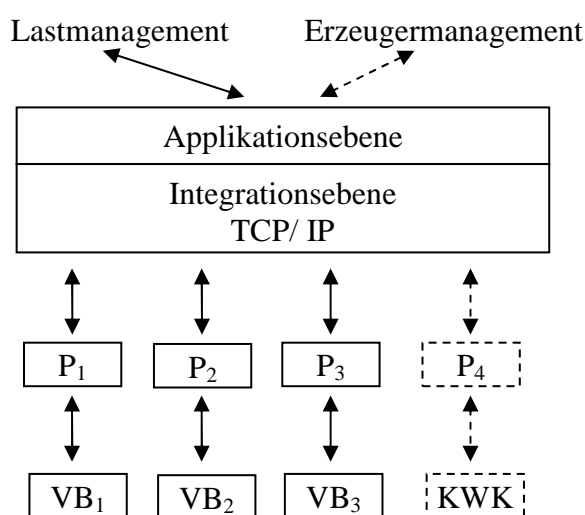 Lastmanagement Erzeugermanagement
Applikationsebene
Integrationsebene
TCP/ IP
P₁ P₂ P₃ P₄
VB₁ VB₂ VB₃ KWK